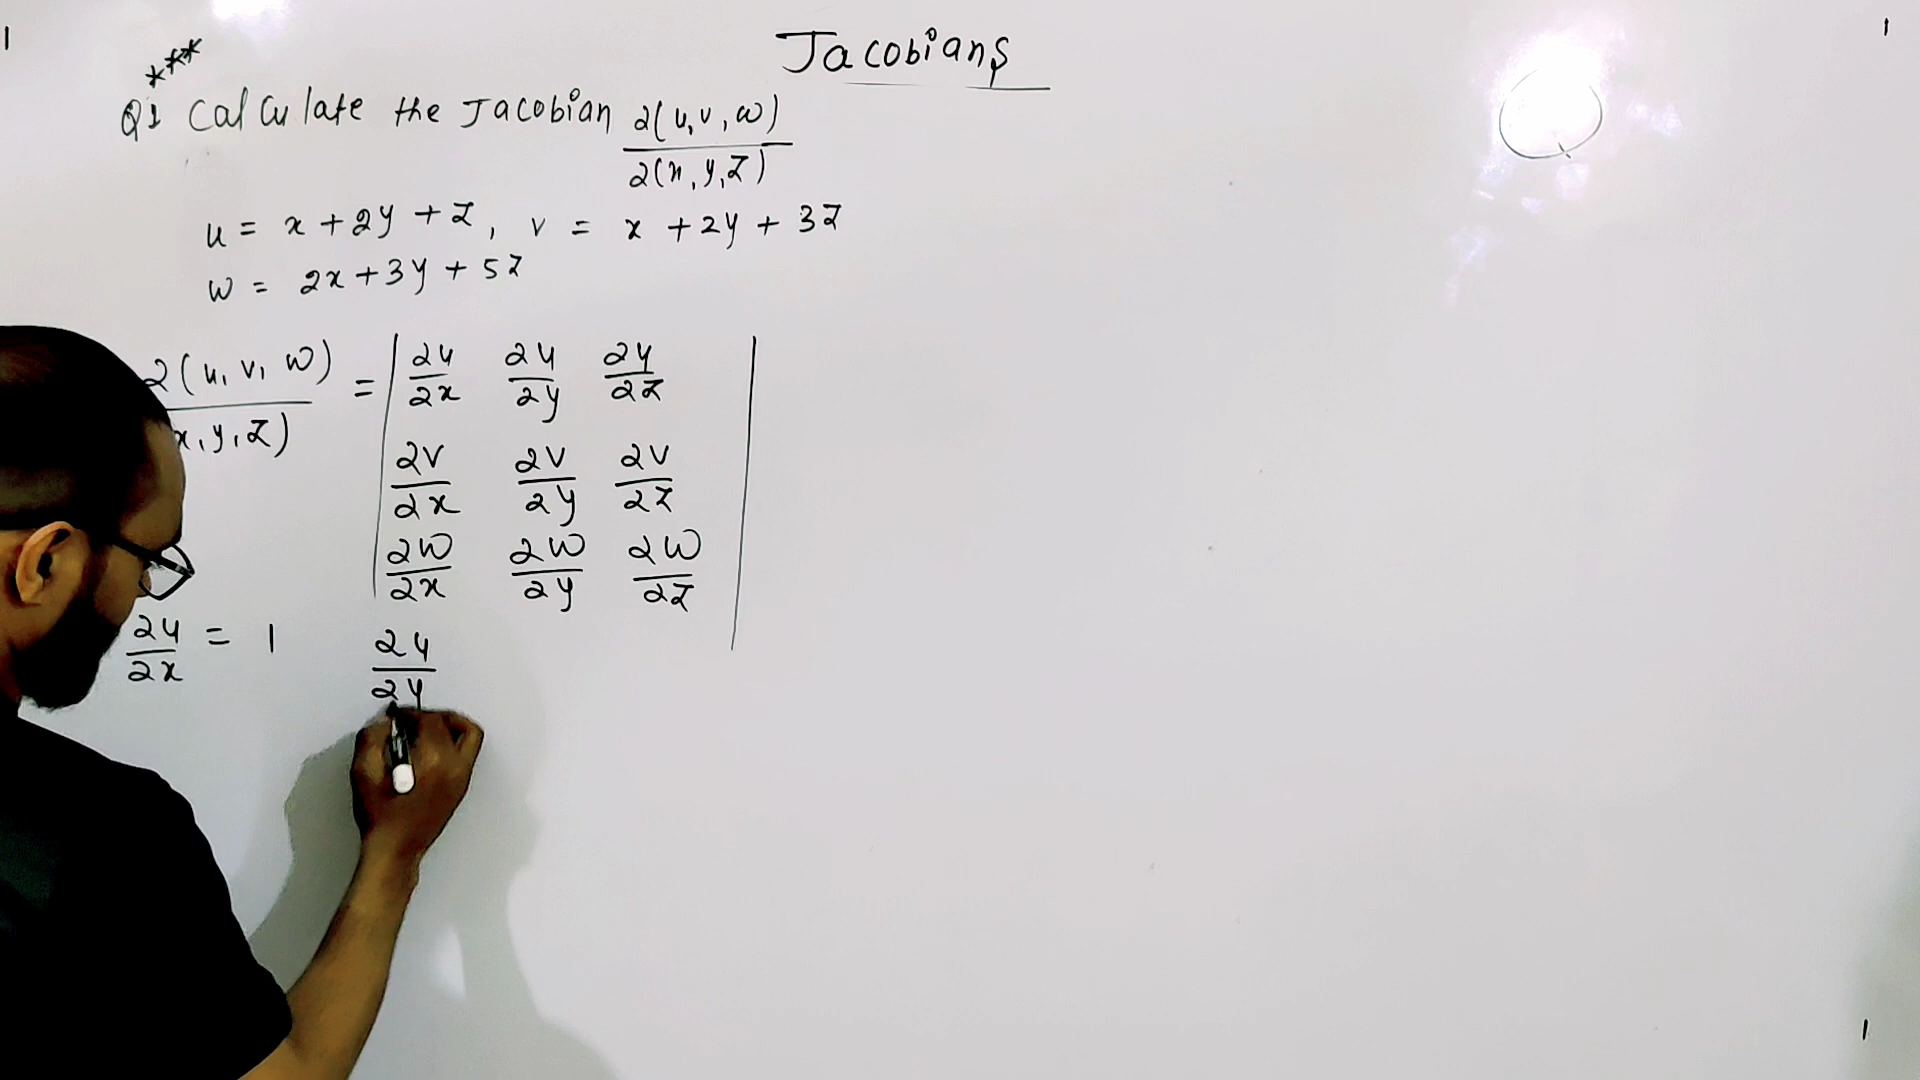 Jacobians
***
Q1 Calculate the Jacobian ∂(u,v,w)/∂(x,y,z)
u = x+2y+z, v = x+2y+3z
w = 2x+3y+5z
∂(u,v,w)/(x,y,z) = | ∂u/∂x ∂u/∂y ∂u/∂z |
∂v/∂x ∂v/∂y ∂v/∂z
∂w/∂x ∂w/∂y ∂w/∂z
∂u/∂x = 1 ∂u/∂y